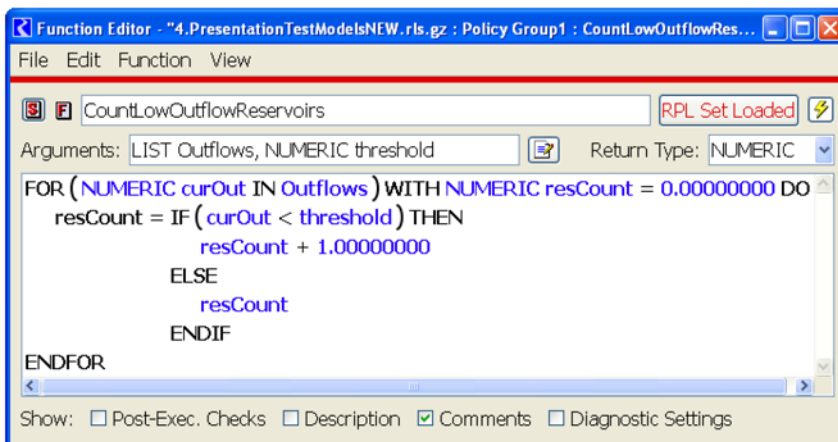 Function Editor - "4.PresentationTestModelsNEW.rls.gz : Policy Group1 : CountLowOutflowRes...
File Edit Function View
S F CountLowOutflowReservoirs RPL Set Loaded
Arguments: LIST Outflows, NUMERIC threshold Return Type: NUMERIC
FOR ( NUMERIC curOut IN Outflows ) WITH NUMERIC resCount = 0.00000000 DO
resCount = IF ( curOut < threshold ) THEN
resCount + 1.00000000
ELSE
resCount
ENDIF
ENDFOR
Show: Post-Exec. Checks Description Comments Diagnostic Settings